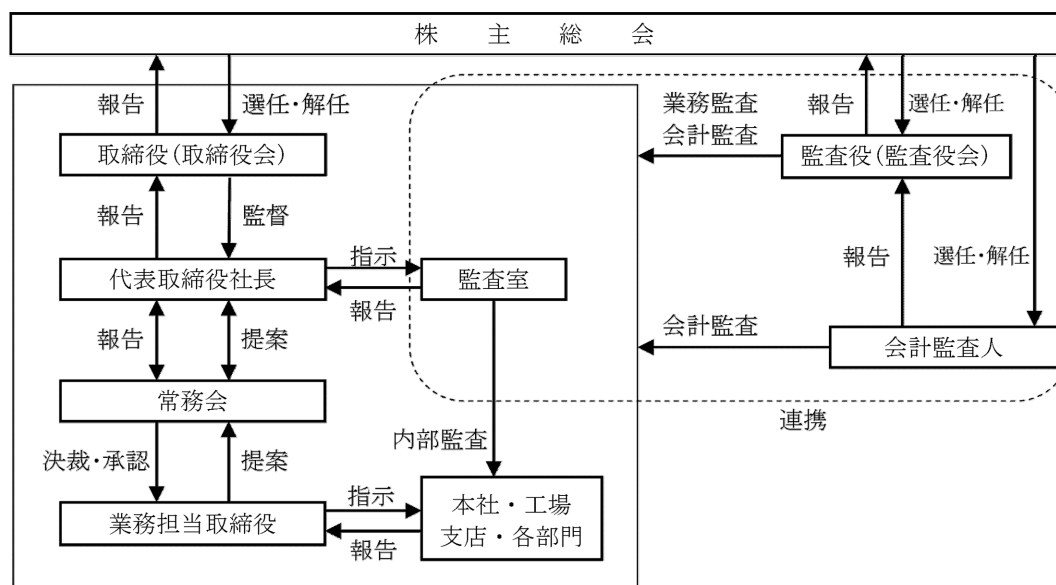 株主総会
報告
選任・解任
業務監査
会計監査
報告
選任・解任
取締役(取締役会)
監査役(監査役会)
報告
監督
報告
選任・解任
代表取締役社長
指示
報告
監査室
会計監査
会計監査人
報告
提案
常務会
連携
決裁・承認
提案
内部監査
業務担当取締役
指示
報告
本社・工場
支店・各部門